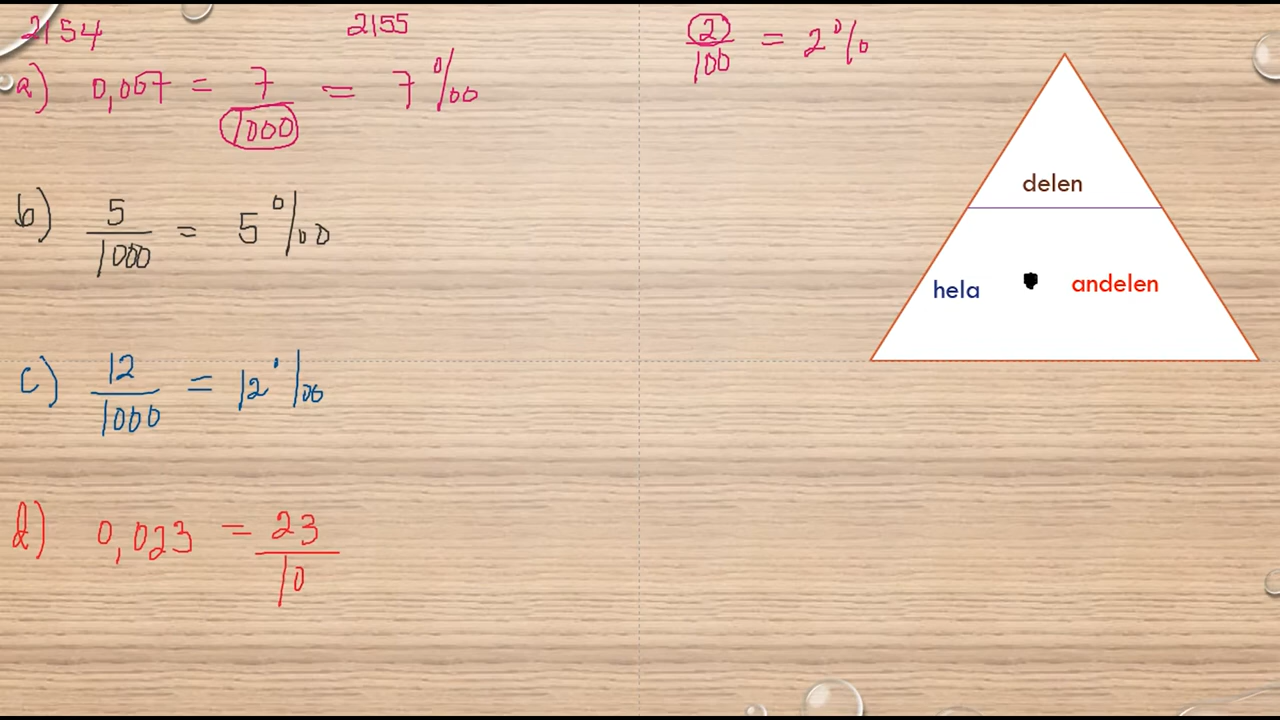 2154 2155
a) 0,007 = 7/1000 = 7 ‰
b) 5/1000 = 5 ‰
c) 12/1000 = 12 ‰
d) 0,023 = 23/10
2/100 = 2 %
delen
hela • andelen